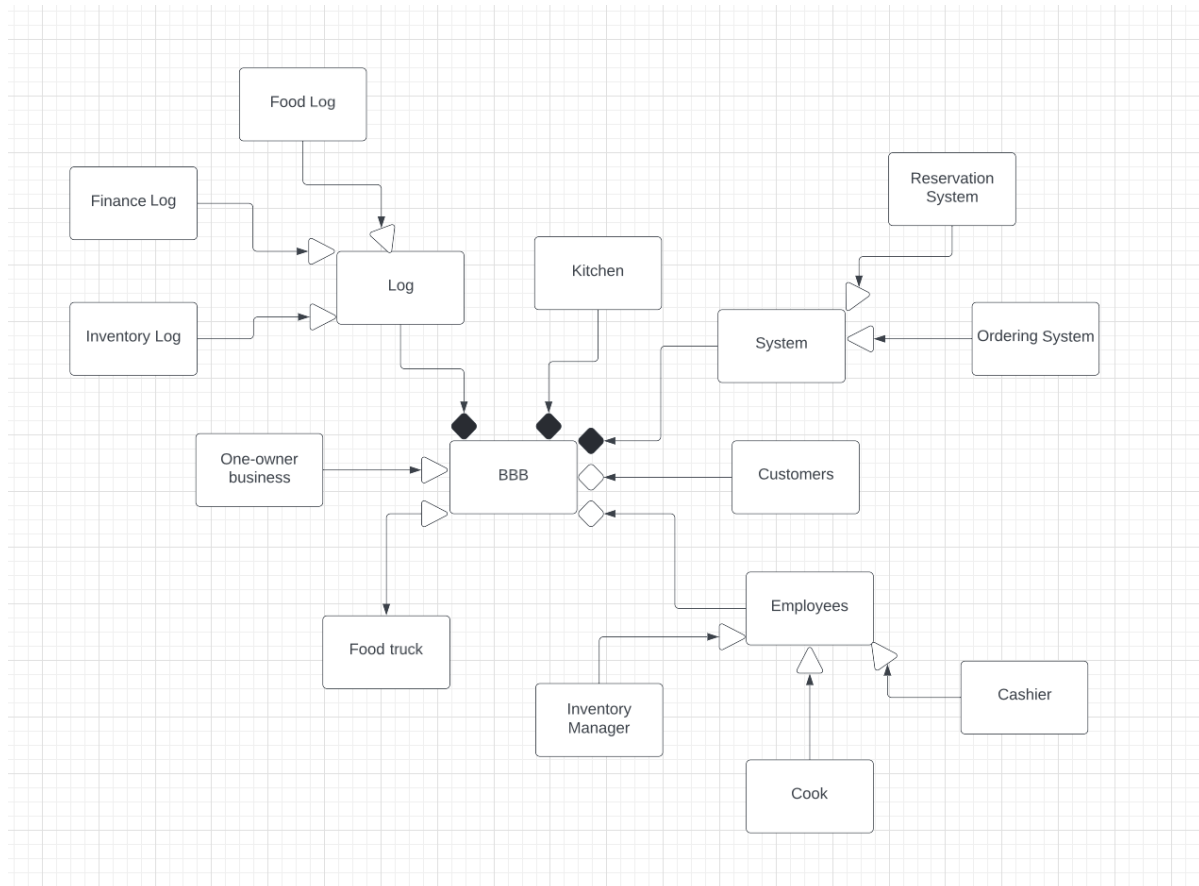 Food Log
Finance Log
Reservation
System
Kitchen
Log
Inventory Log
System
Ordering System
One-owner
business
BBB
Customers
Employees
Food truck
Inventory
Manager
Cashier
Cook